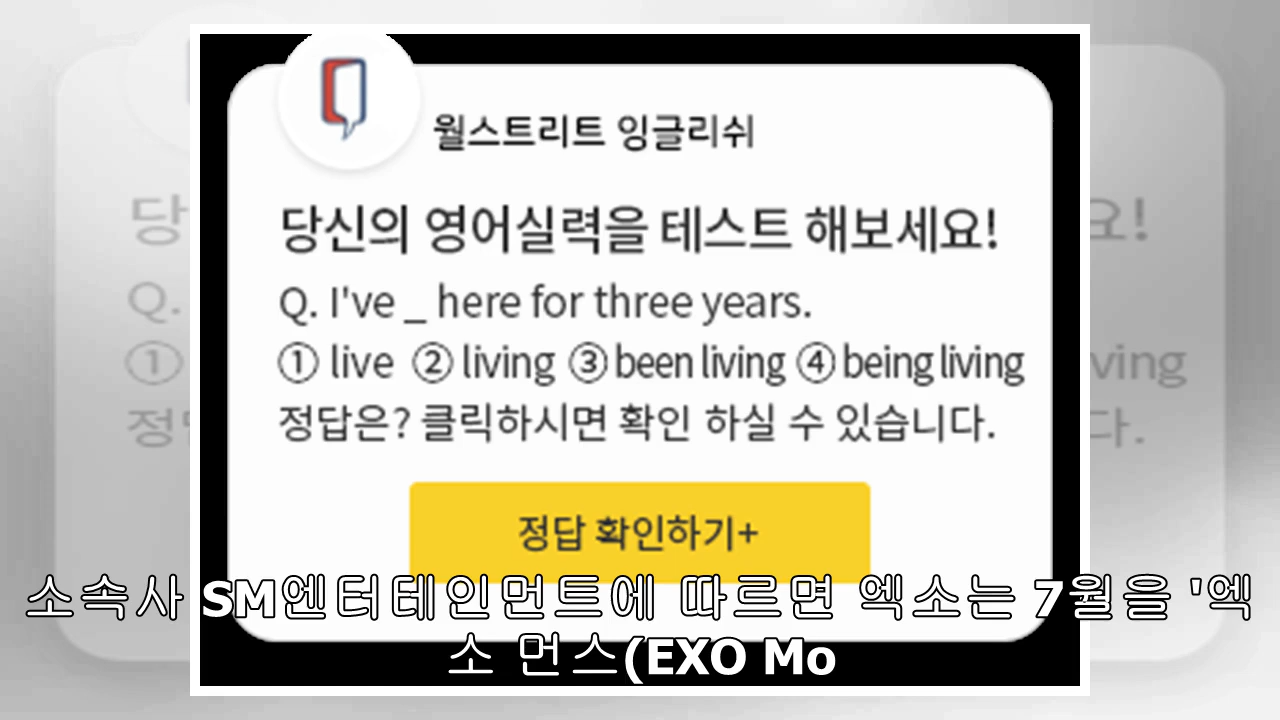 월스트리트 잉글리쉬
당신의 영어실력을 테스트 해보세요!
Q. I've _ here for three years.
① live ② living ③ been living ④ being living
정답은? 클릭하시면 확인 하실 수 있습니다.
정답 확인하기+
소속사 SM엔터테인먼트에 따르면 엑소는 7월을 '엑
소 먼스(EXO Mo